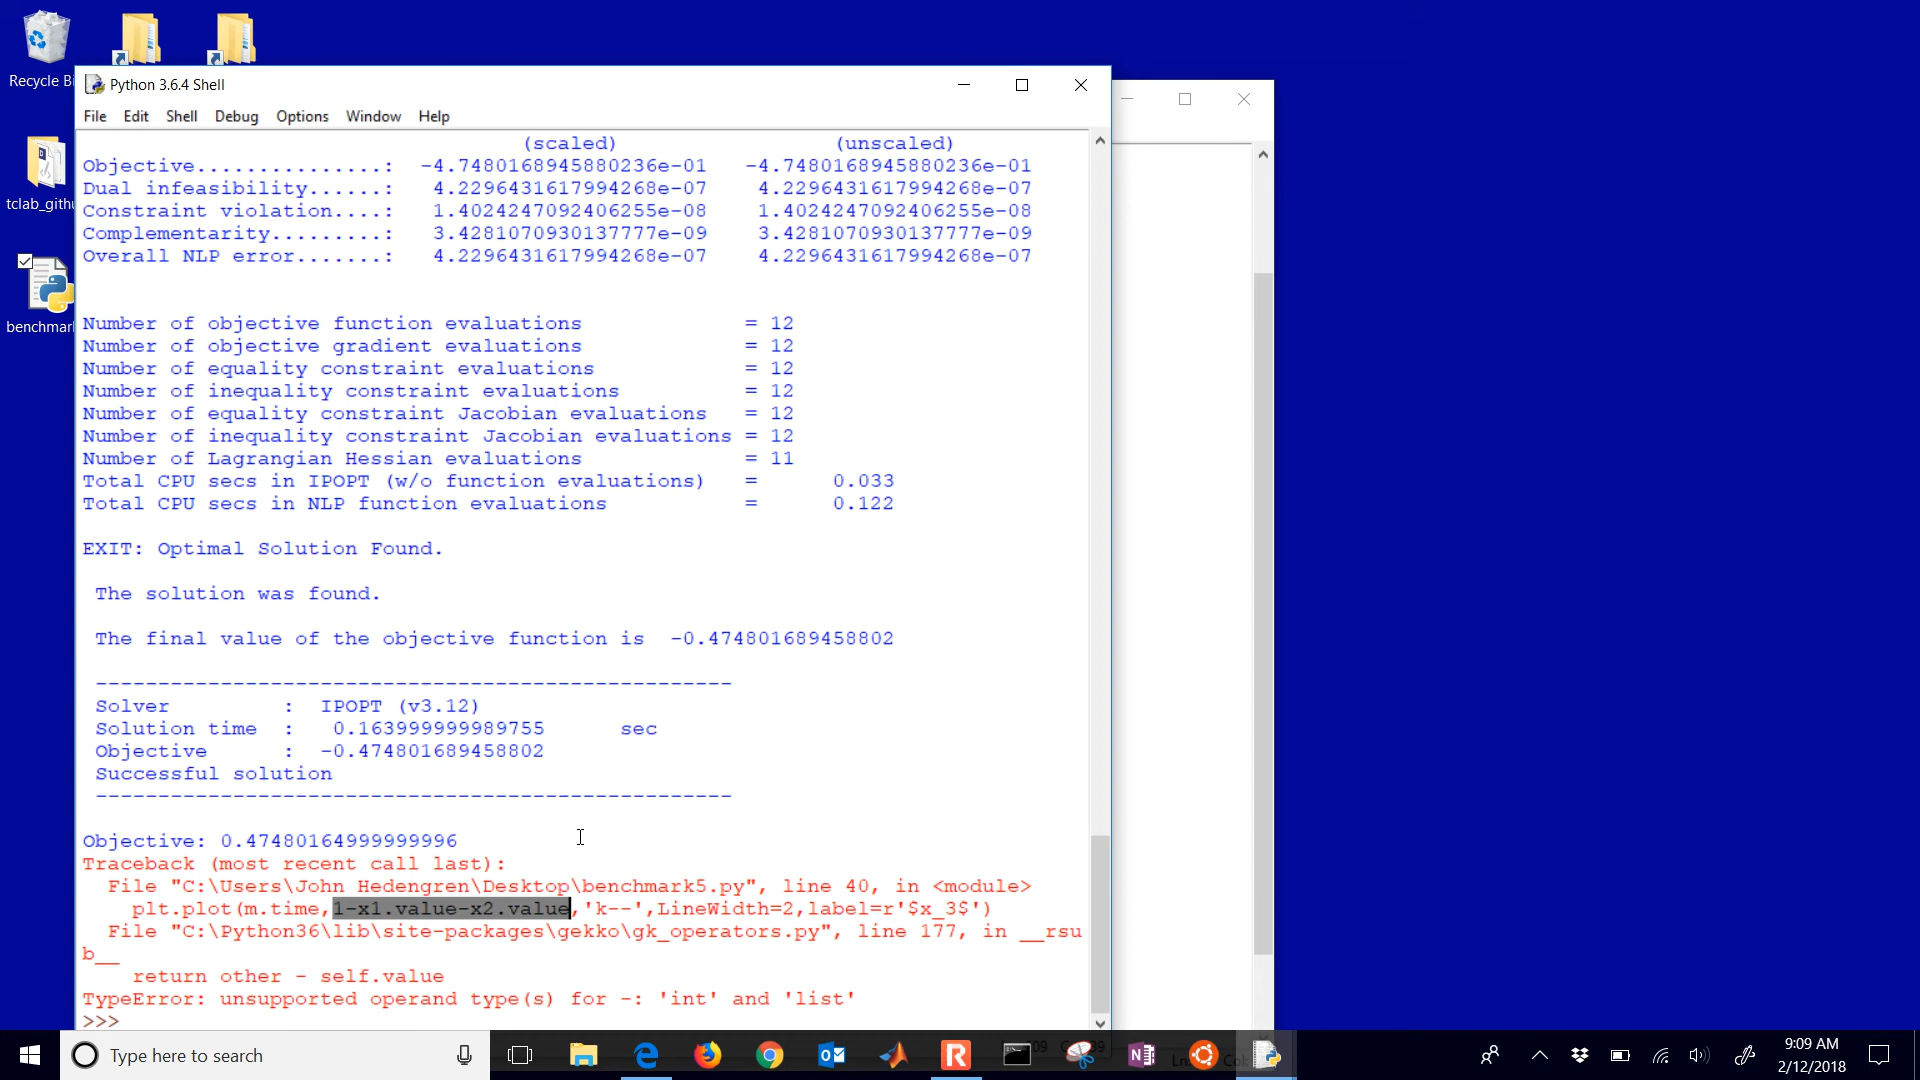 Recycle Bi
Python 3.6.4 Shell
File Edit Shell Debug Options Window Help
(scaled) (unscaled)
Objective...............: -4.7480168945880236e-01 -4.7480168945880236e-01
Dual infeasibility......: 4.2296431617994268e-07 4.2296431617994268e-07
Constraint violation....: 1.4024247092406255e-08 1.4024247092406255e-08
Complementarity.........: 3.4281070930137777e-09 3.4281070930137777e-09
Overall NLP error.......: 4.2296431617994268e-07 4.2296431617994268e-07
tclab_gith
benchmar
Number of objective function evaluations = 12
Number of objective gradient evaluations = 12
Number of equality constraint evaluations = 12
Number of inequality constraint evaluations = 12
Number of equality constraint Jacobian evaluations = 12
Number of inequality constraint Jacobian evaluations = 12
Number of Lagrangian Hessian evaluations = 11
Total CPU secs in IPOPT (w/o function evaluations) = 0.033
Total CPU secs in NLP function evaluations = 0.122
EXIT: Optimal Solution Found.
The solution was found.
The final value of the objective function is -0.474801689458802
---------------------------------------------------
Solver : IPOPT (v3.12)
Solution time : 0.163999999989755 sec
Objective : -0.474801689458802
Successful solution
---------------------------------------------------
Objective: 0.47480164999999996
Traceback (most recent call last):
File "C:\Users\John Hedengren\Desktop\benchmark5.py", line 40, in <module>
plt.plot(m.time,1-x1.value-x2.value,'k--',LineWidth=2,label=r'$x_3$')
File "C:\Python36\lib\site-packages\gekko\gk_operators.py", line 177, in __rsu
b__
return other - self.value
TypeError: unsupported operand type(s) for -: 'int' and 'list'
>>>
Type here to search
9:09 AM
2/12/2018